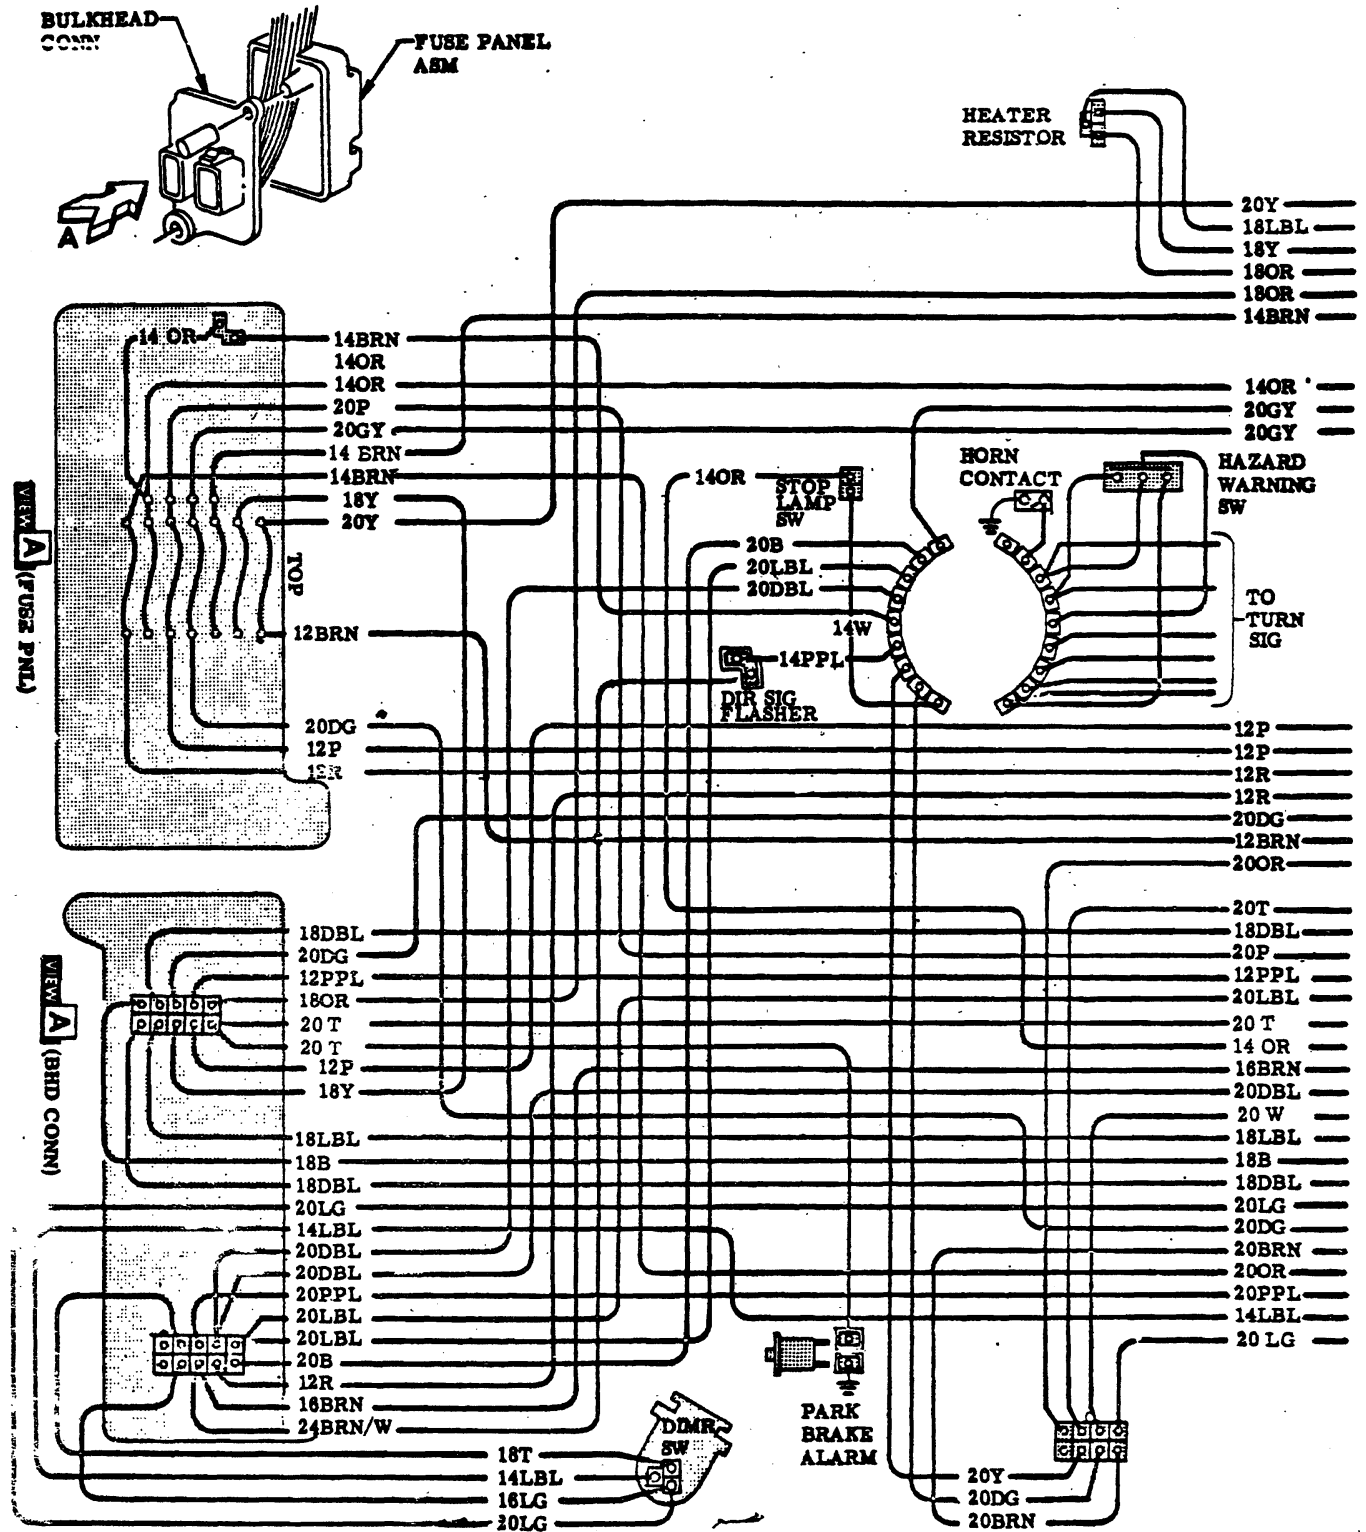 BULKHEAD
CONN
FUSE PANEL
ASM
A
HEATER
RESISTOR
20Y
18LBL
18Y
18OR
18OR
14BRN
14OR
20GY
20GY
14 OR
14BRN
14OR
14OR
20P
20GY
14 BRN
14BRN
18Y
20Y
VIEW A (FUSE PNL)
TOP
12BRN
20DG
12P
12R
14OR
STOP
LAMP
SW
HORN
CONTACT
HAZARD
WARNING
SW
20B
20LBL
20DBL
14W
14PPL
DIR SIG
FLASHER
TO
TURN
SIG
12P
12P
12R
12R
20DG
12BRN
20OR
20T
18DBL
20P
12PPL
20LBL
20 T
14 OR
16BRN
20DBL
20 W
18LBL
18B
18DBL
20LG
20DG
20BRN
20OR
20PPL
14LBL
20 LG
VIEW A (BHD CONN)
18DBL
20DG
12PPL
18OR
20 T
20 T
12P
18Y
18LBL
18B
18DBL
20LG
14LBL
20DBL
20DBL
20PPL
20LBL
20LBL
20B
12R
16BRN
24BRN/W
DIMR
SW
18T
14LBL
16LG
20LG
PARK
BRAKE
ALARM
20Y
20DG
20BRN